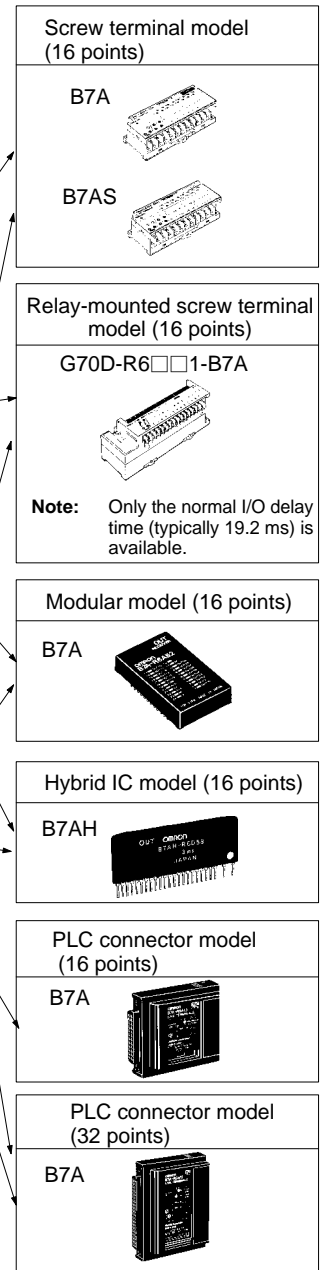 Screw terminal model
(16 points)
B7A
B7AS
Relay-mounted screw terminal
model (16 points)
G70D-R6□□1-B7A
Note: Only the normal I/O delay
time (typically 19.2 ms) is
available.
Modular model (16 points)
B7A
OUT
OMRON
Hybrid IC model (16 points)
B7AH
OUT OMRON
JAPAN
PLC connector model
(16 points)
B7A
PLC connector model
(32 points)
B7A